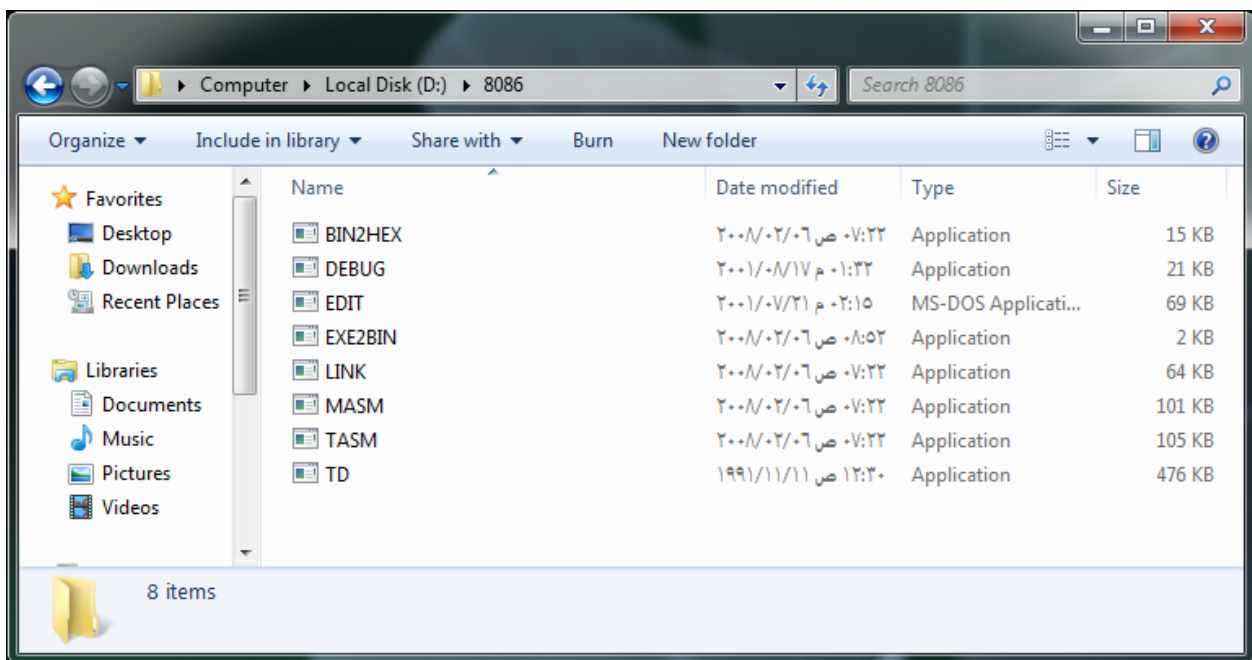 Computer Local Disk (D:) 8086 Search 8086
Organize Include in library Share with Burn New folder
Favorites
Desktop
Downloads
Recent Places
Libraries
Documents
Music
Pictures
Videos
Name Date modified Type Size
BIN2HEX ٢٠٠٨/٠٢/٠٦ ص ٠٧:٢٢ Application 15 KB
DEBUG ٢٠٠١/٠٨/١٧ م ٠١:٣٣ Application 21 KB
EDIT ٢٠٠١/٠٧/٢١ م ٠٢:١٥ MS-DOS Applicati... 69 KB
EXE2BIN ٢٠٠٨/٠٢/٠٦ ص ٠٨:٥٢ Application 2 KB
LINK ٢٠٠٨/٠٢/٠٦ ص ٠٧:٢٢ Application 64 KB
MASM ٢٠٠٨/٠٢/٠٦ ص ٠٧:٢٢ Application 101 KB
TASM ٢٠٠٨/٠٢/٠٦ ص ٠٧:٢٢ Application 105 KB
TD ١٩٩١/١١/١١ ص ١٢:٣٠ Application 476 KB
8 items